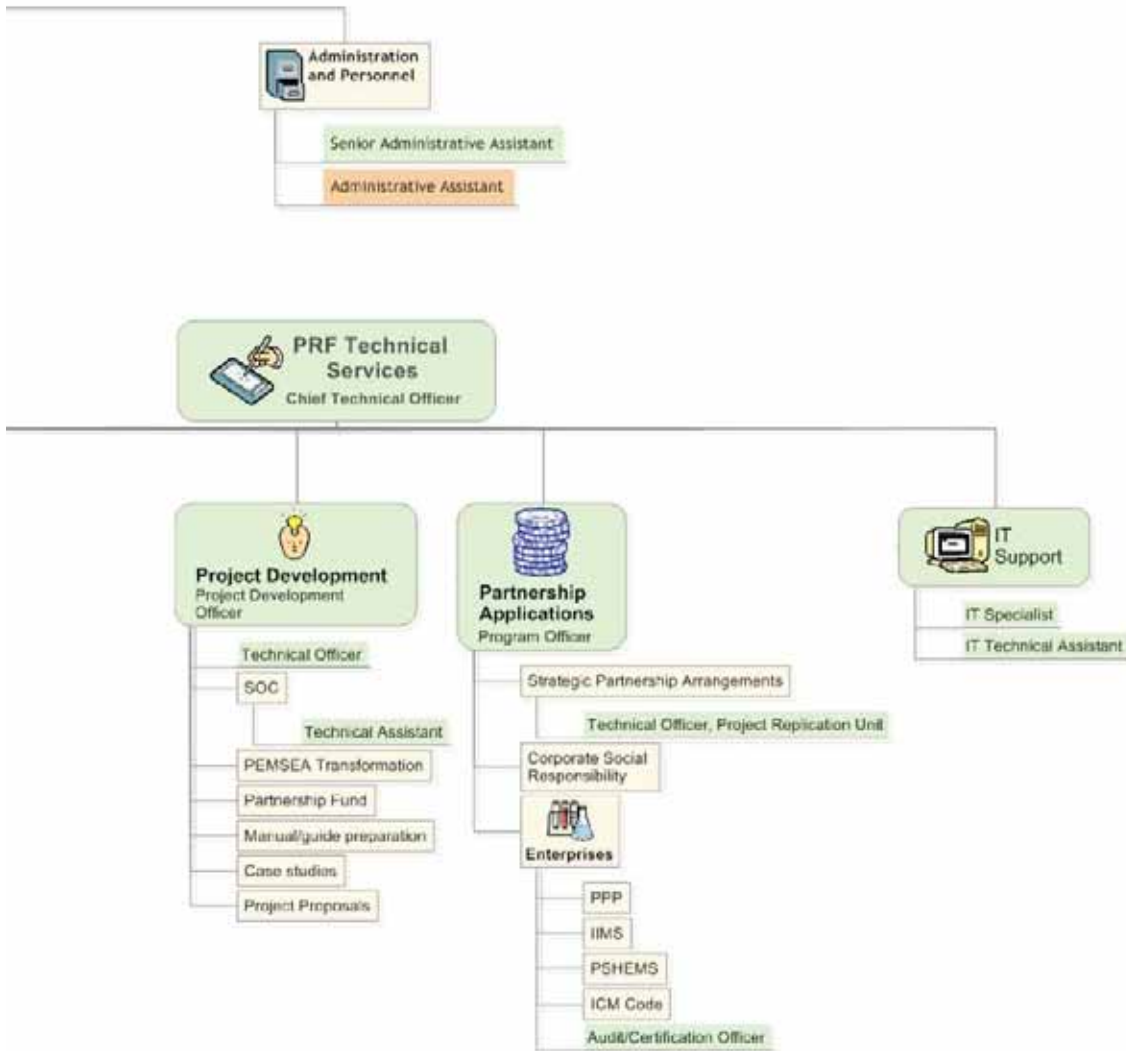 Administration
and Personnel
Senior Administrative Assistant
Administrative Assistant
PRF Technical
Services
Chief Technical Officer
Project Development
Project Development
Officer
Technical Officer
SOC
Technical Assistant
PEMSEA Transformation
Partnership Fund
Manual/guide preparation
Case studies
Project Proposals
Partnership
Applications
Program Officer
Strategic Partnership Arrangements
Technical Officer, Project Replication Unit
Corporate Social
Responsibility
Enterprises
PPP
IIMS
PSHEMS
ICM Code
Audit/Certification Officer
IT
Support
IT Specialist
IT Technical Assistant